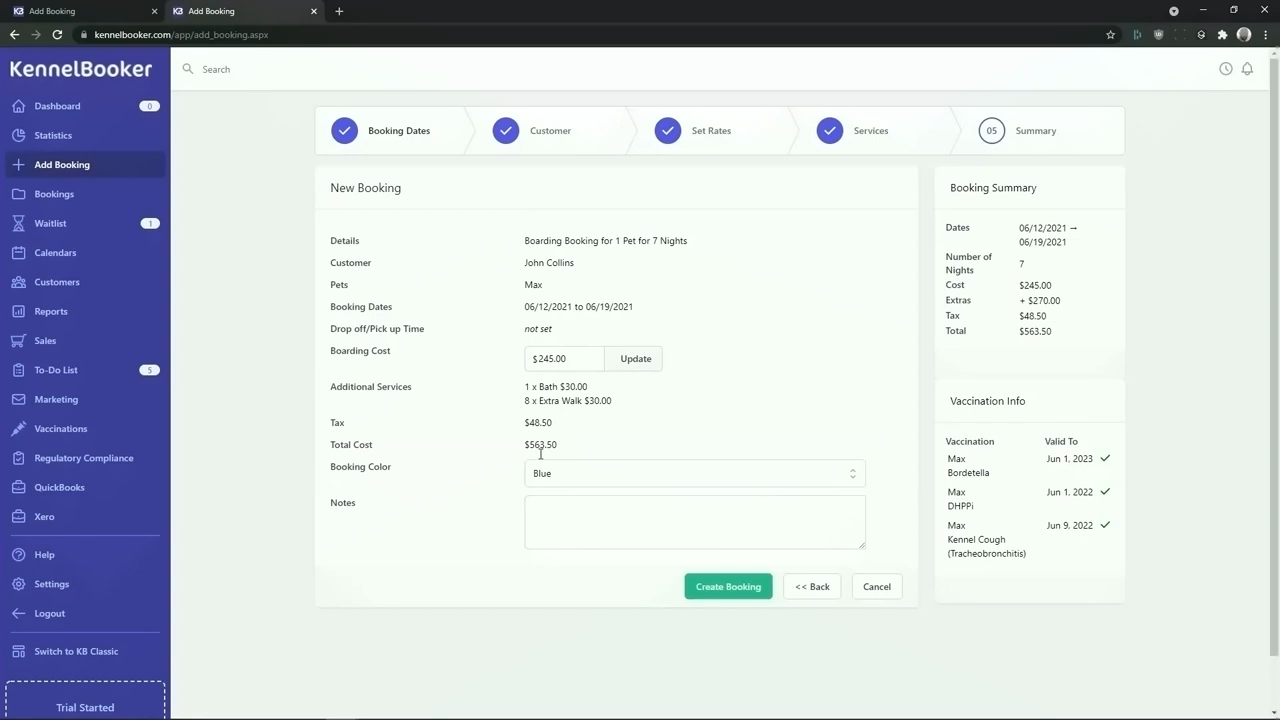 Add Booking
Add Booking
kennelbooker.com/app/add_booking.aspx
KennelBooker
Search
Dashboard 0
Statistics
Add Booking
Bookings
Waitlist 1
Calendars
Customers
Reports
Sales
To-Do List 5
Marketing
Vaccinations
Regulatory Compliance
QuickBooks
Xero
Help
Settings
Logout
Switch to KB Classic
Trial Started
Booking Dates
Customer
Set Rates
Services
05 Summary
New Booking
Details Boarding Booking for 1 Pet for 7 Nights
Customer John Collins
Pets Max
Booking Dates 06/12/2021 to 06/19/2021
Drop off/Pick up Time not set
Boarding Cost $245.00 Update
Additional Services 1 x Bath $30.00
8 x Extra Walk $30.00
Tax $48.50
Total Cost $563.50
Booking Color Blue
Notes
Create Booking << Back Cancel
Booking Summary
Dates 06/12/2021 →
06/19/2021
Number of
Nights 7
Cost $245.00
Extras + $270.00
Tax $48.50
Total $563.50
Vaccination Info
Vaccination Valid To
Max Jun 1, 2023
Bordetella
Max Jun 1, 2022
DHPPi
Max Jun 9, 2022
Kennel Cough
(Tracheobronchitis)